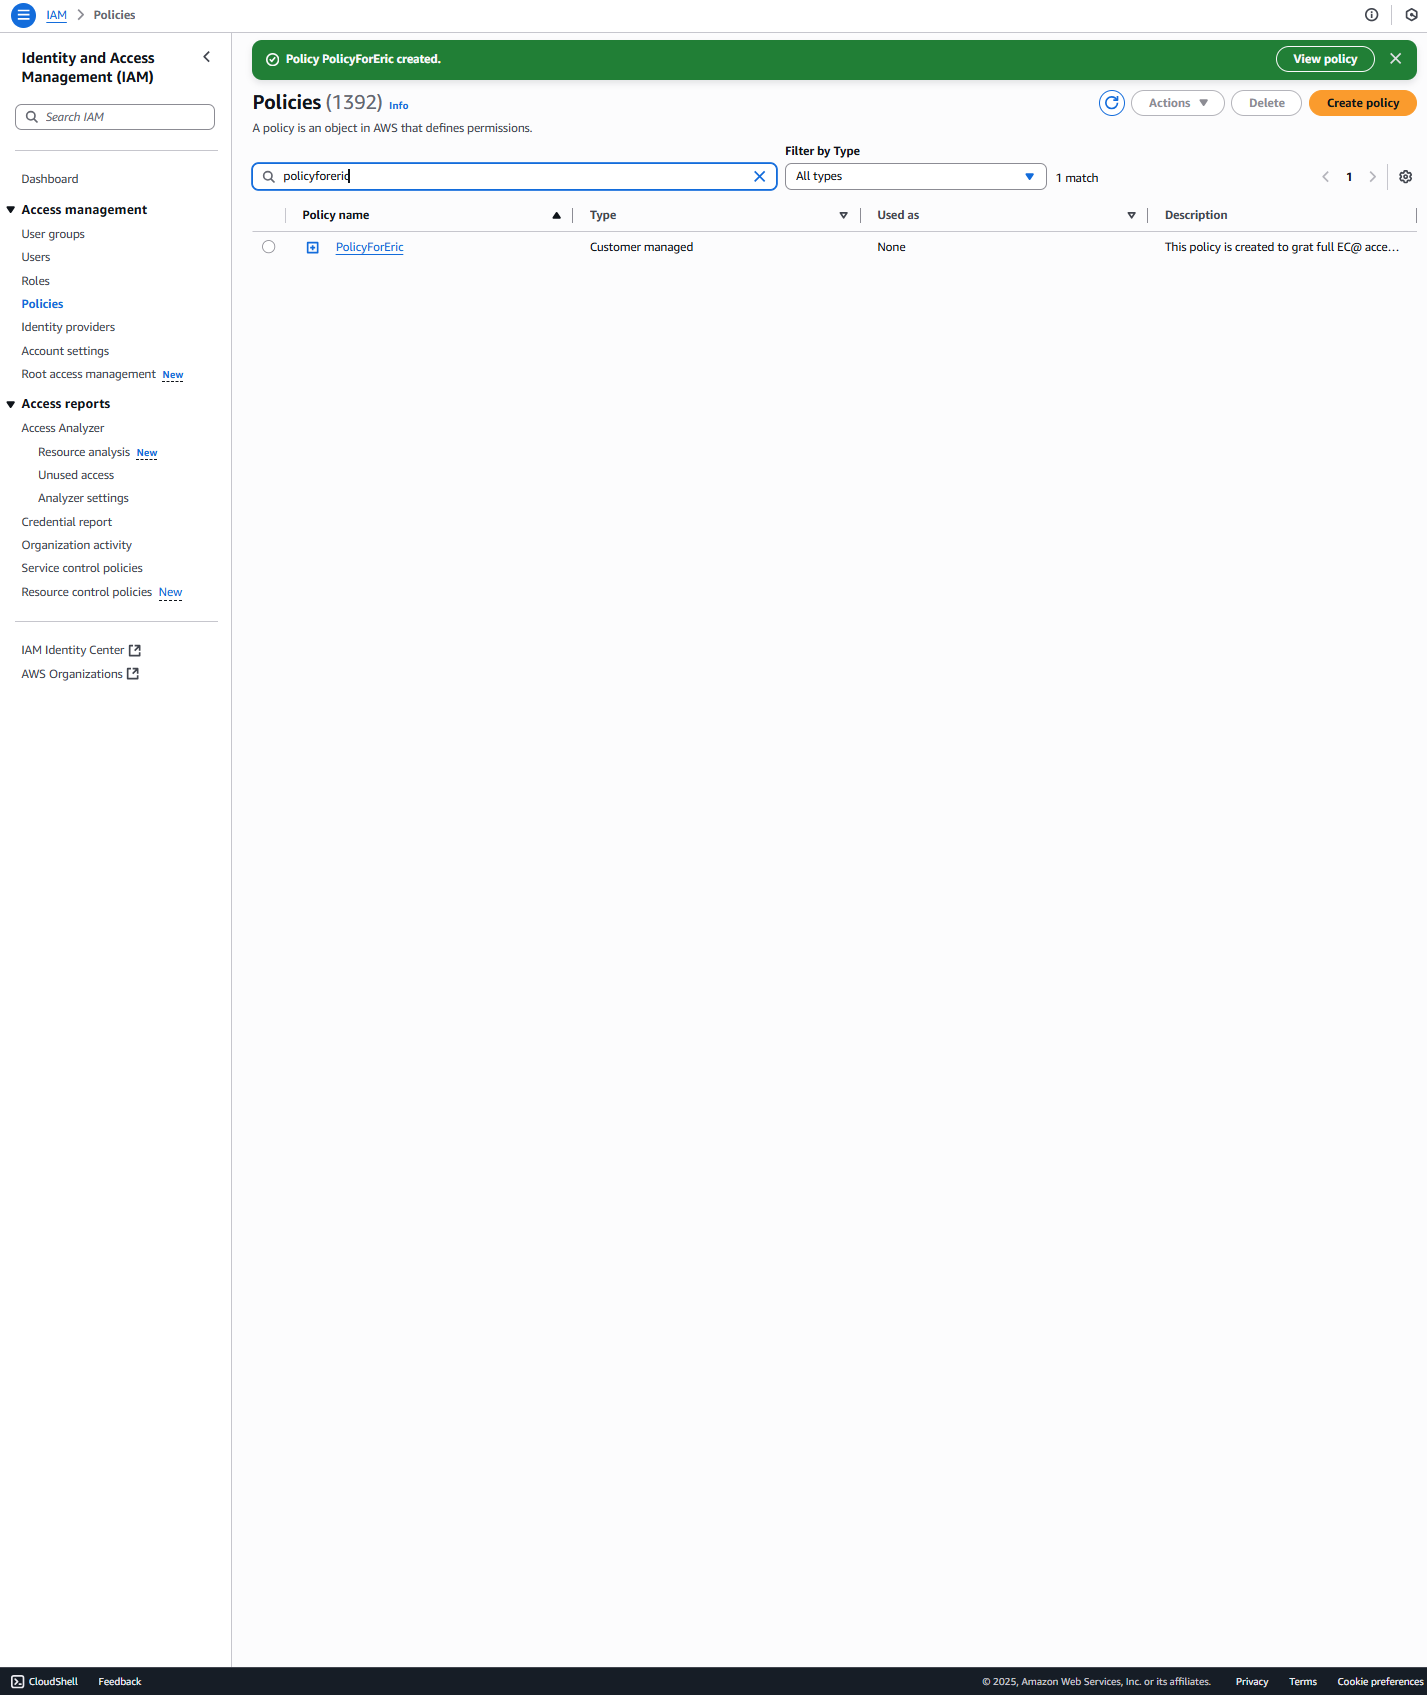 IAM > Policies
Identity and Access Management (IAM)
Search IAM
Dashboard
Access management
User groups
Users
Roles
Policies
Identity providers
Account settings
Root access management New
Access reports
Access Analyzer
Resource analysis New
Unused access
Analyzer settings
Credential report
Organization activity
Service control policies
Resource control policies New
IAM Identity Center
AWS Organizations
Policy PolicyForEric created.
View policy
Policies (1392) Info
Actions
Delete
Create policy
A policy is an object in AWS that defines permissions.
Filter by Type
policyforeric
All types
1 match
1
Policy name
Type
Used as
Description
PolicyForEric
Customer managed
None
This policy is created to grat full EC@ acce...
CloudShell
Feedback
© 2025, Amazon Web Services, Inc. or its affiliates.
Privacy
Terms
Cookie preferences